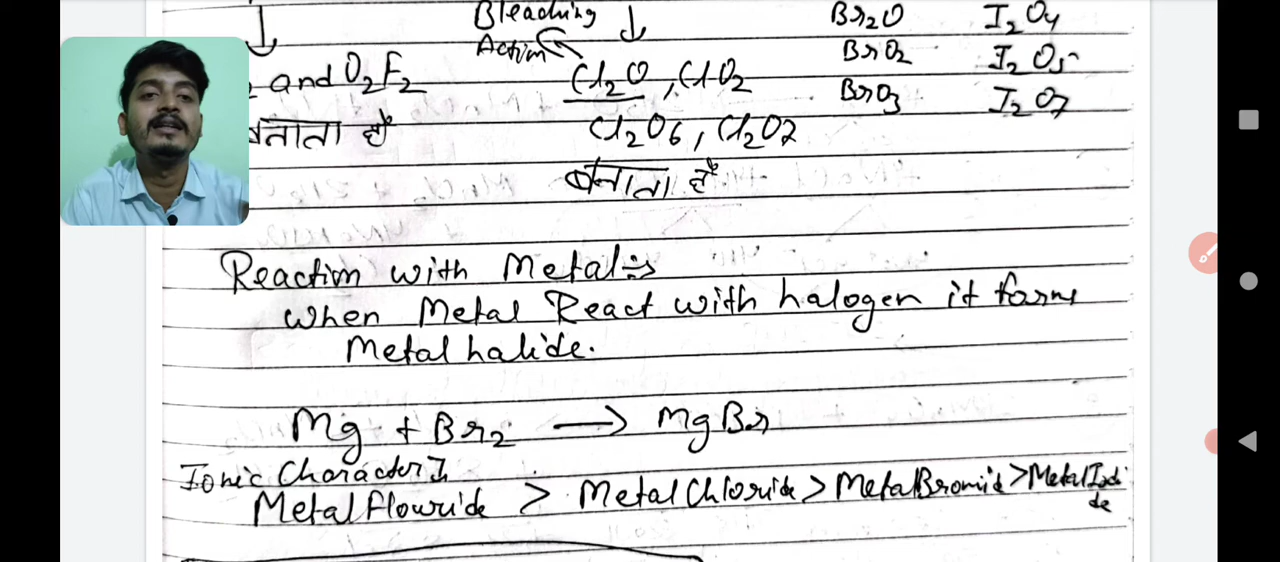 Bleaching
Action
Br2O
I2O4
and O2F2
Cl2O, ClO2
BrO2
I2O5
बनाता है
Cl2O6, Cl2O7
BrO3
I2O7
बनाता है
Reaction with Metal:-
when Metal React with halogen it forms
Metal halide.
Mg + Br2 → MgBr
Ionic Character:-
Metal Flouride > Metal Chloride > Metal Bromide > Metal Iodide